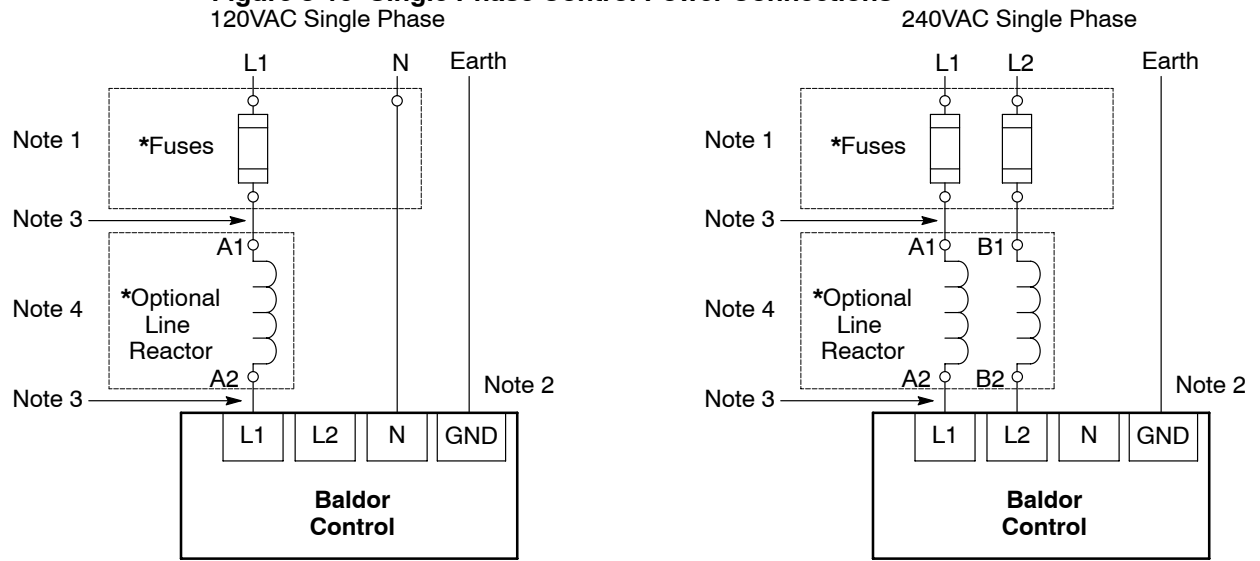 120VAC Single Phase
L1 N Earth
Note 1
*Fuses
Note 3
A1
Note 4
*Optional
Line
Reactor
A2
Note 3
Note 2
L1 L2 N GND
Baldor
Control
240VAC Single Phase
L1 L2 Earth
Note 1
*Fuses
Note 3
A1 B1
Note 4
*Optional
Line
Reactor
A2 B2
Note 3
Note 2
L1 L2 N GND
Baldor
Control